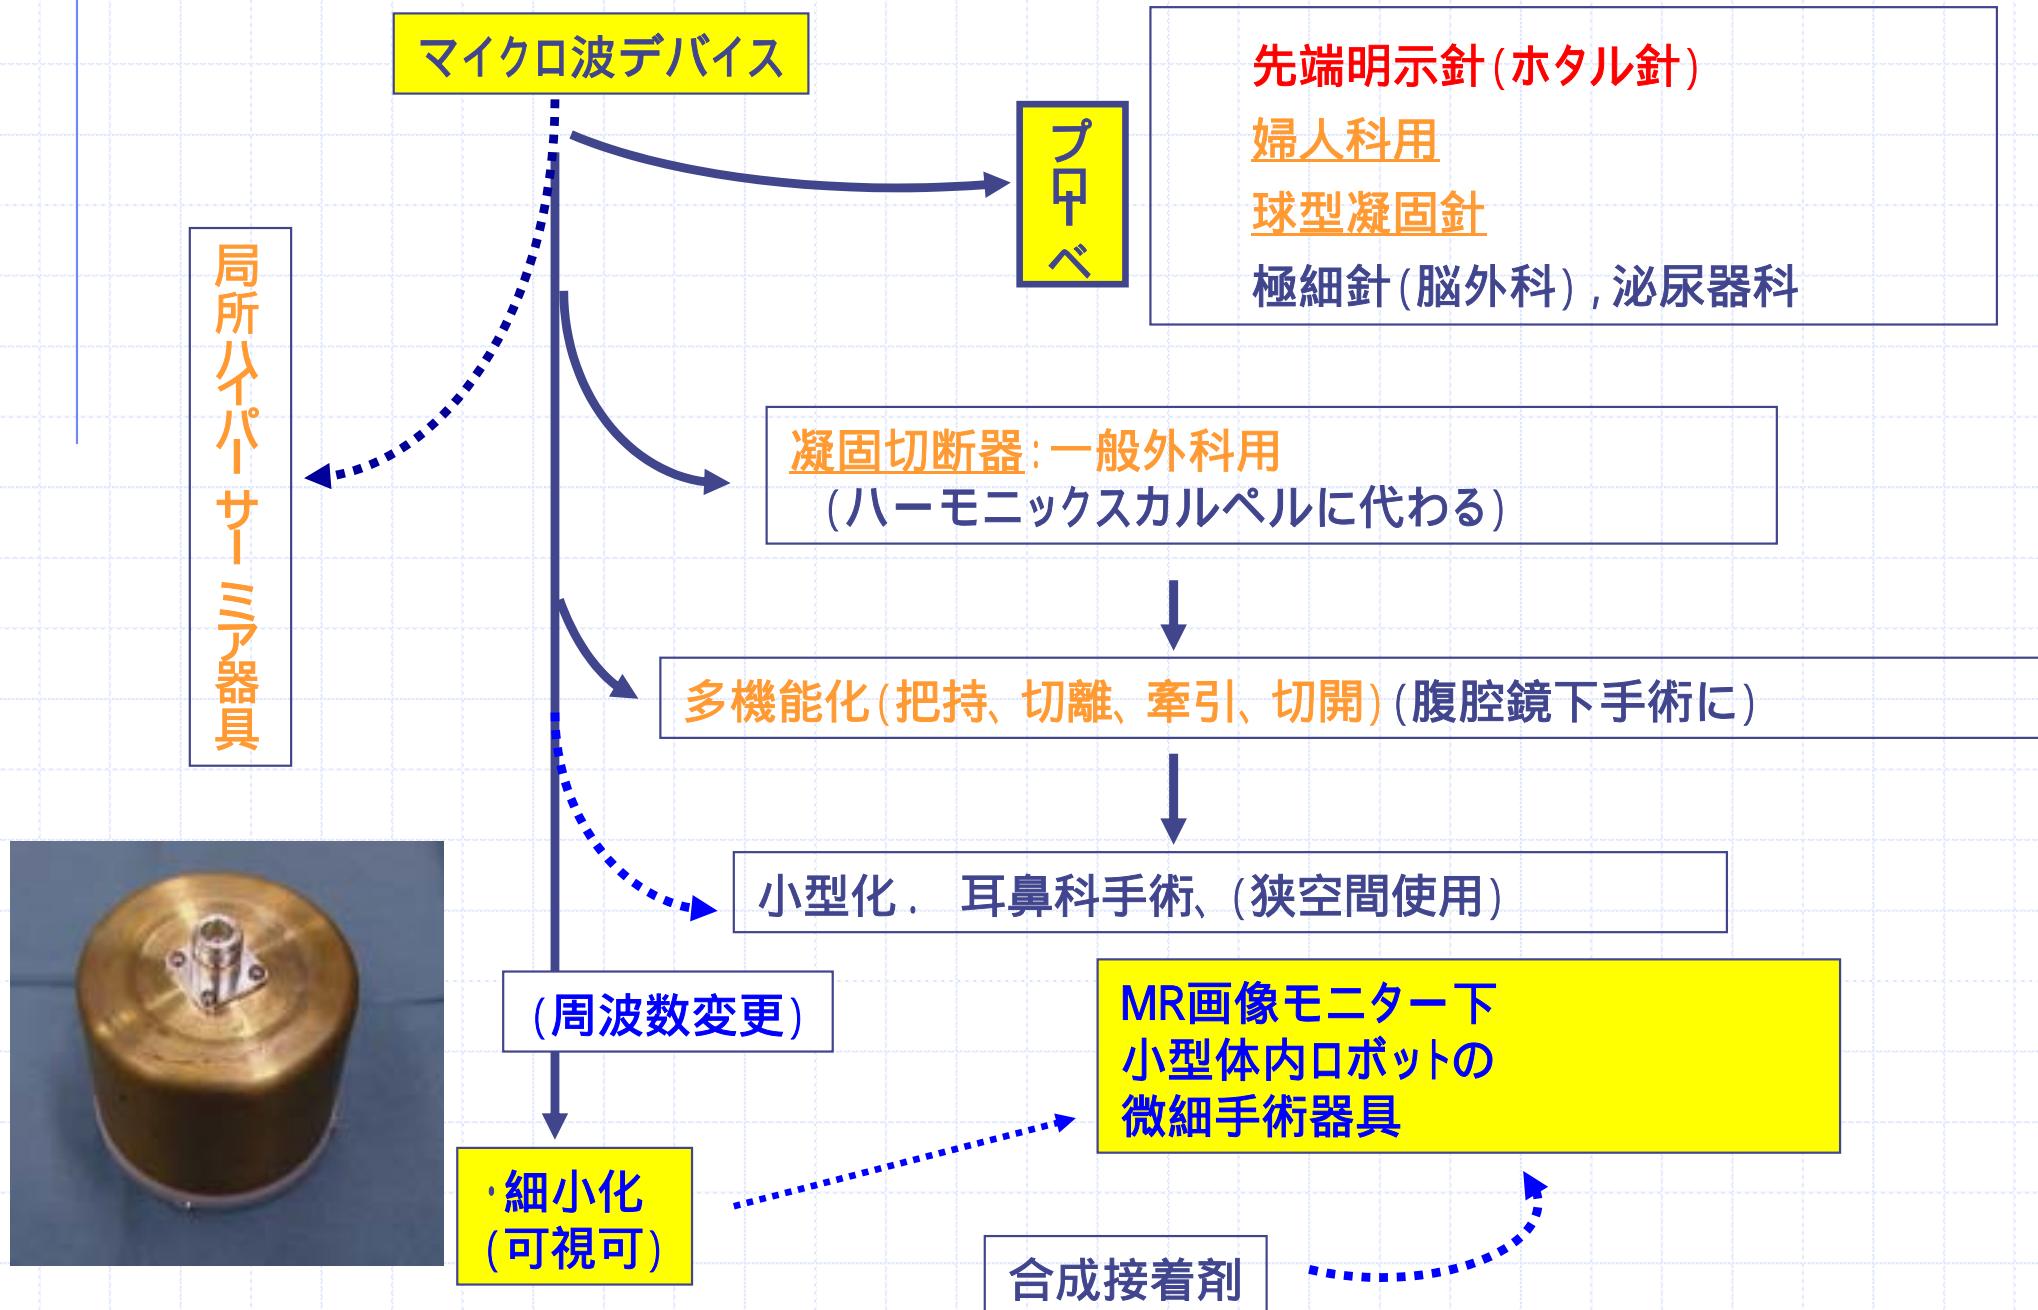 マイクロ波デバイス
プローベ
先端明示針(ホタル針)
婦人科用
球型凝固針
極細針(脳外科),泌尿器科
局所ハイパーサーミア器具
凝固切断器:一般外科用
(ハーモニックスカルペルに代わる)
多機能化(把持、切離、牽引、切開)(腹腔鏡下手術に)
小型化. 耳鼻科手術、(狭空間使用)
(周波数変更)
MR画像モニター下
小型体内ロボットの
微細手術器具
・細小化
(可視可)
合成接着剤